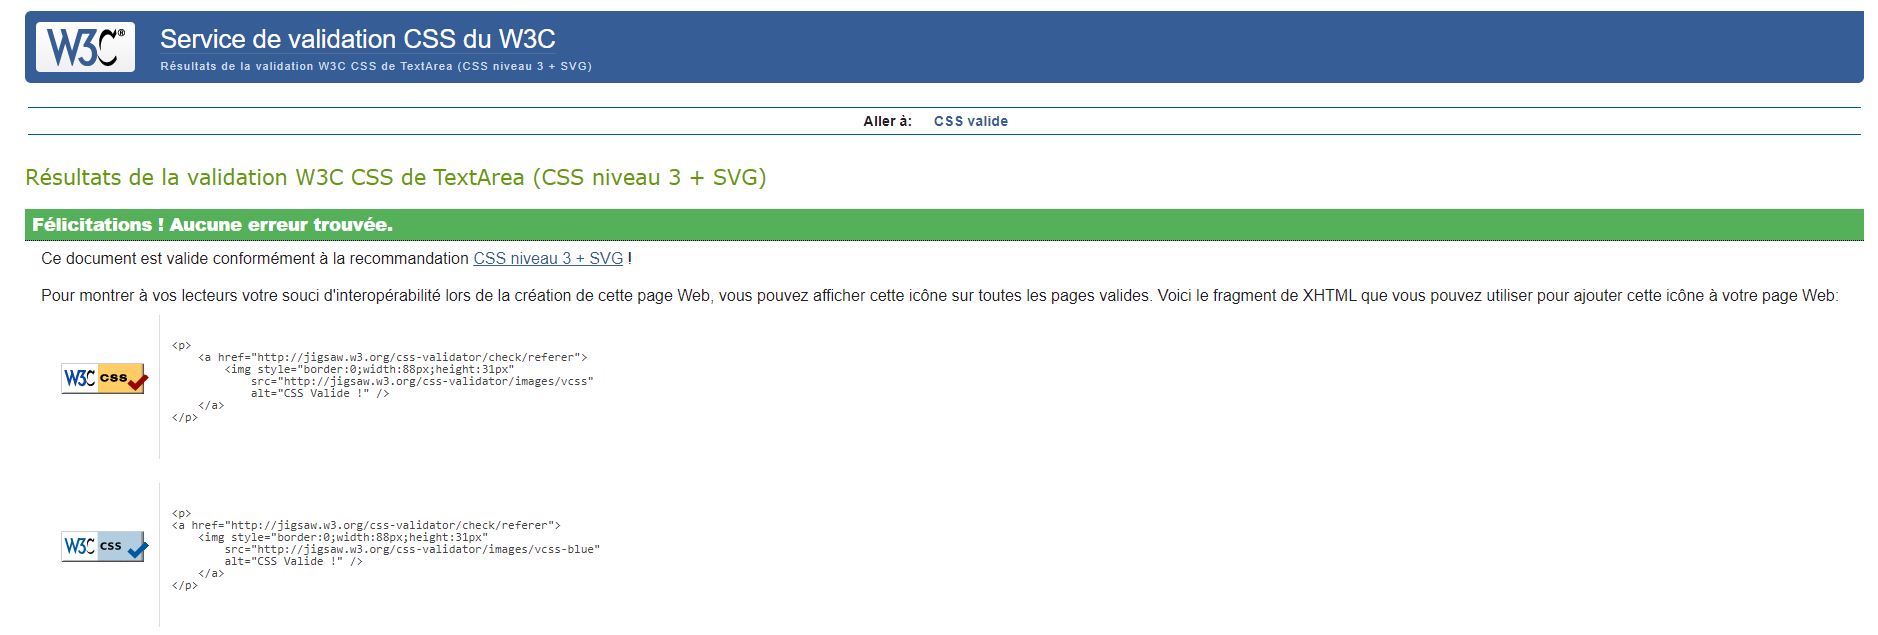 W3C® Service de validation CSS du W3C
Résultats de la validation W3C CSS de TextArea (CSS niveau 3 + SVG)
Aller à: CSS valide
Résultats de la validation W3C CSS de TextArea (CSS niveau 3 + SVG)
Félicitations ! Aucune erreur trouvée.
Ce document est valide conformément à la recommandation CSS niveau 3 + SVG !
Pour montrer à vos lecteurs votre souci d'interopérabilité lors de la création de cette page Web, vous pouvez afficher cette icône sur toutes les pages valides. Voici le fragment de XHTML que vous pouvez utiliser pour ajouter cette icône à votre page Web:
W3C css
<p>
<a href="http://jigsaw.w3.org/css-validator/check/referer">
<img style="border:0;width:88px;height:31px"
src="http://jigsaw.w3.org/css-validator/images/vcss"
alt="CSS Valide !" />
</a>
</p>
W3C css
<p>
<a href="http://jigsaw.w3.org/css-validator/check/referer">
<img style="border:0;width:88px;height:31px"
src="http://jigsaw.w3.org/css-validator/images/vcss-blue"
alt="CSS Valide !" />
</a>
</p>